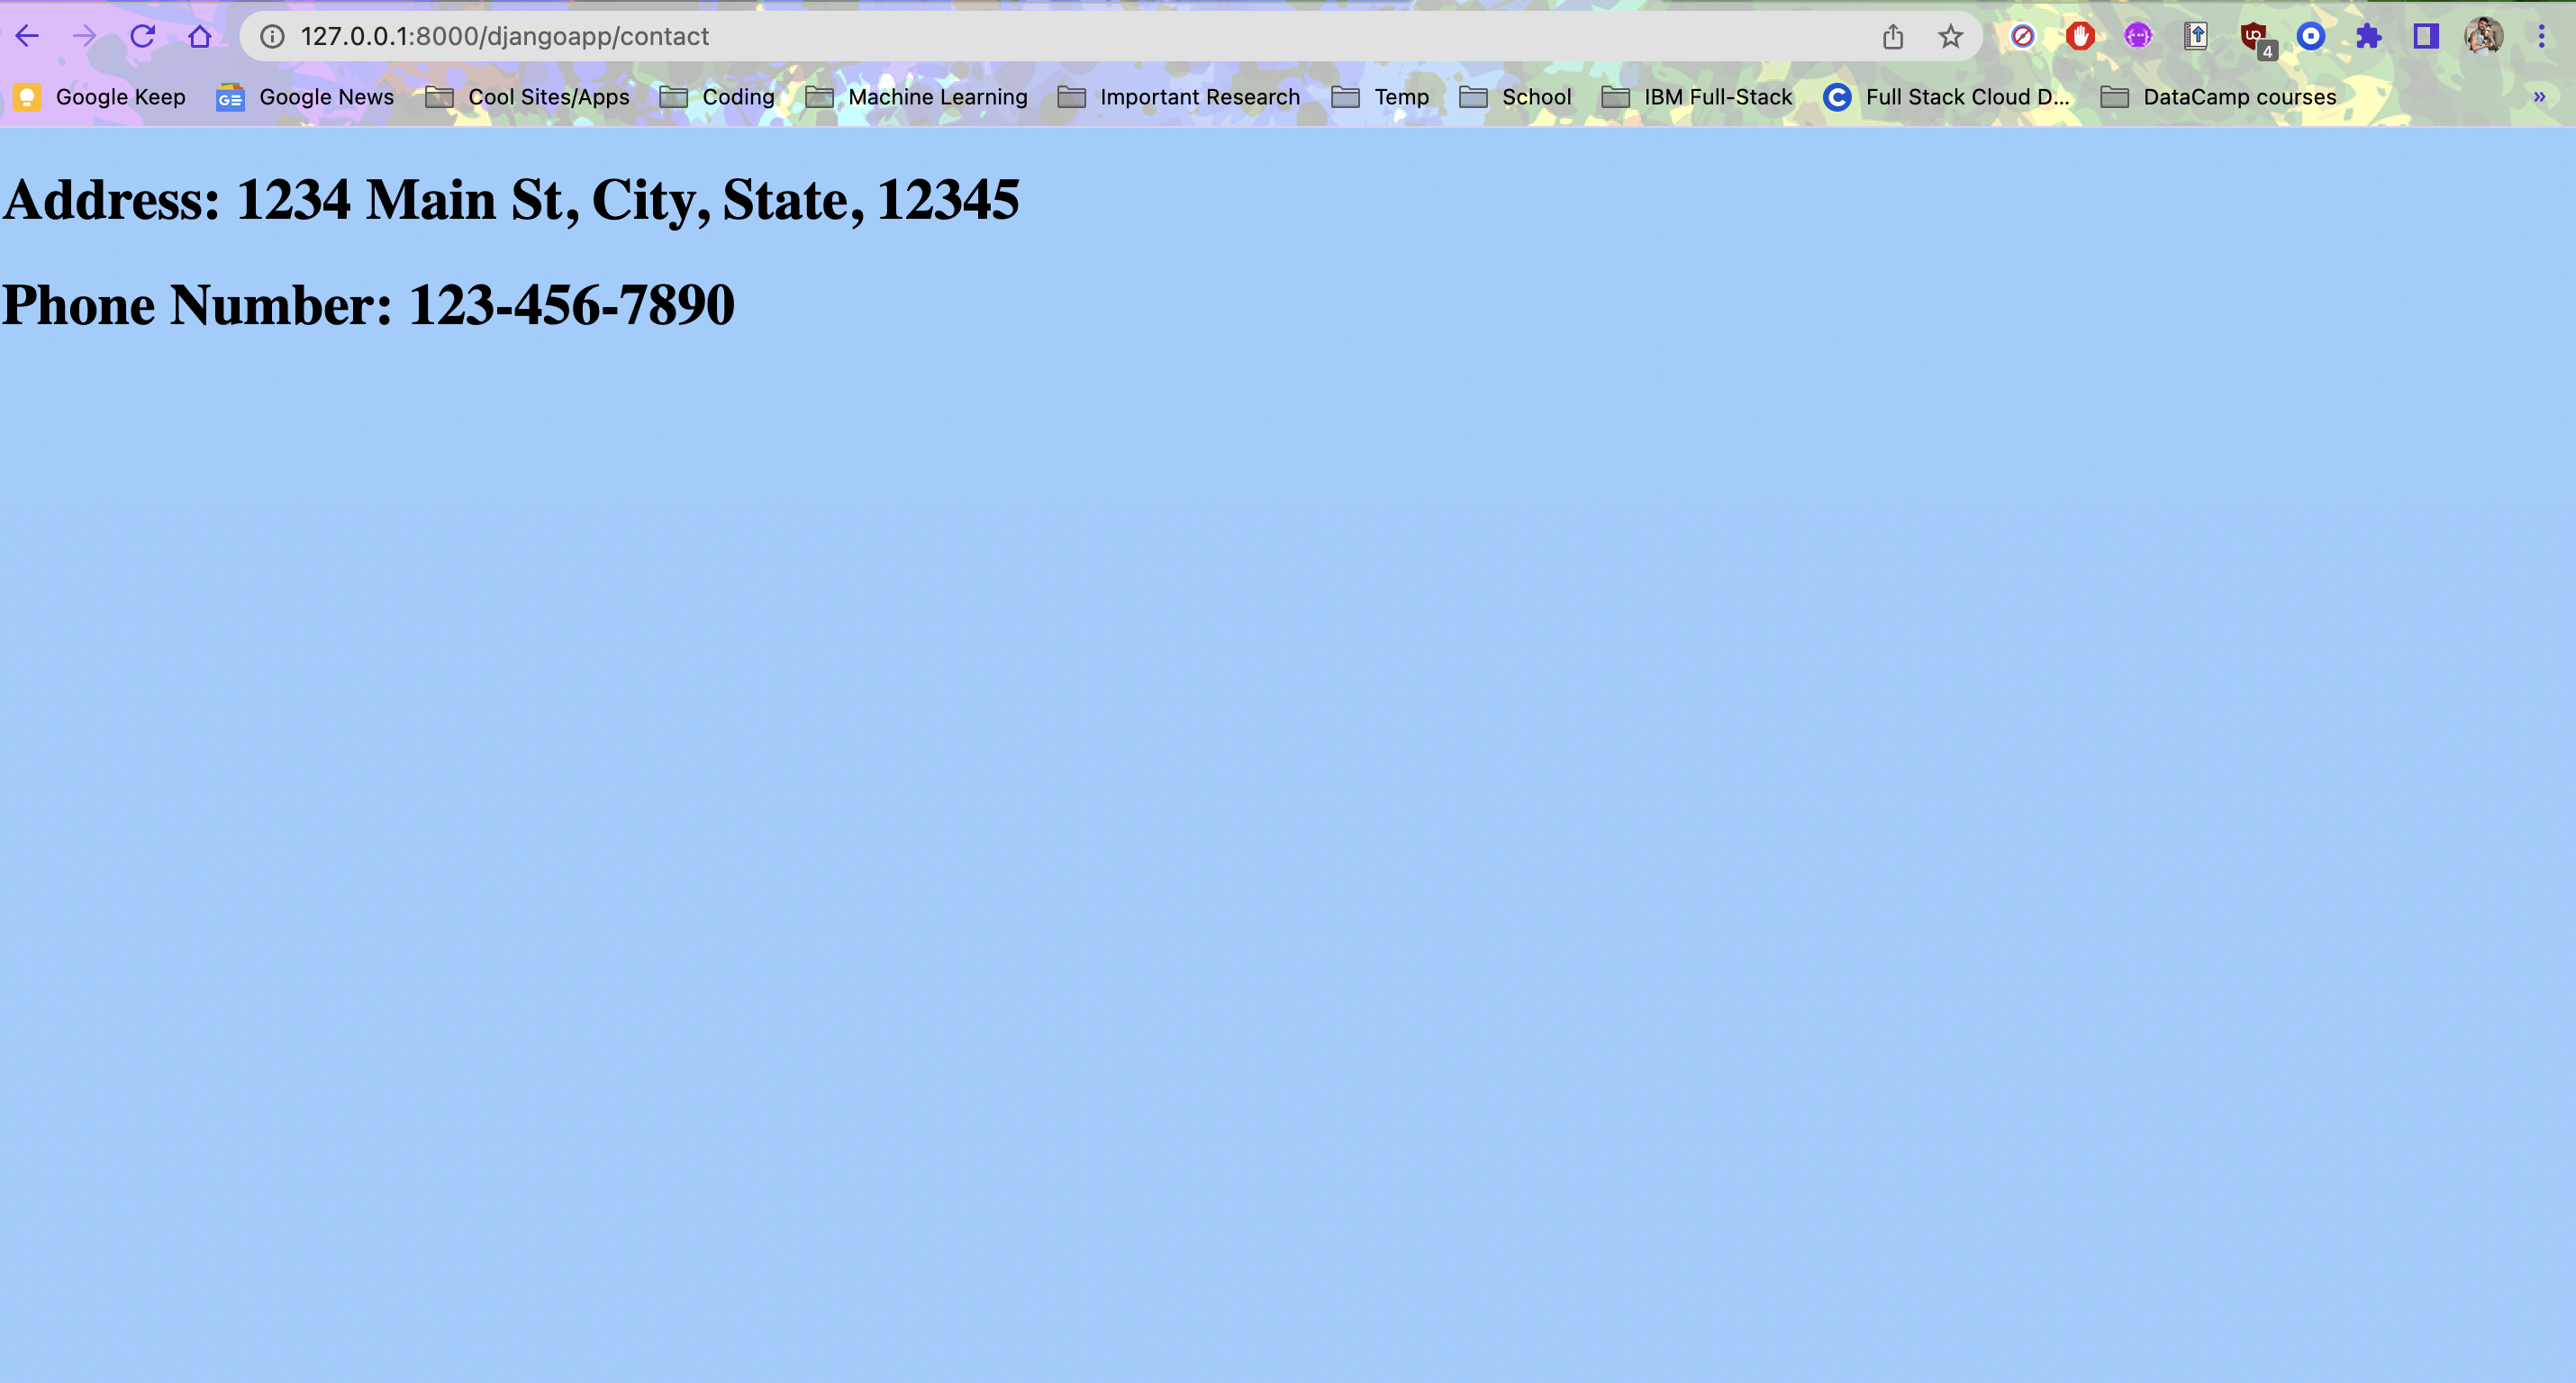 127.0.0.1:8000/djangoapp/contact
4
Google Keep Google News Cool Sites/Apps Coding Machine Learning Important Research Temp School IBM Full-Stack Full Stack Cloud D... DataCamp courses »
Address: 1234 Main St, City, State, 12345
Phone Number: 123-456-7890